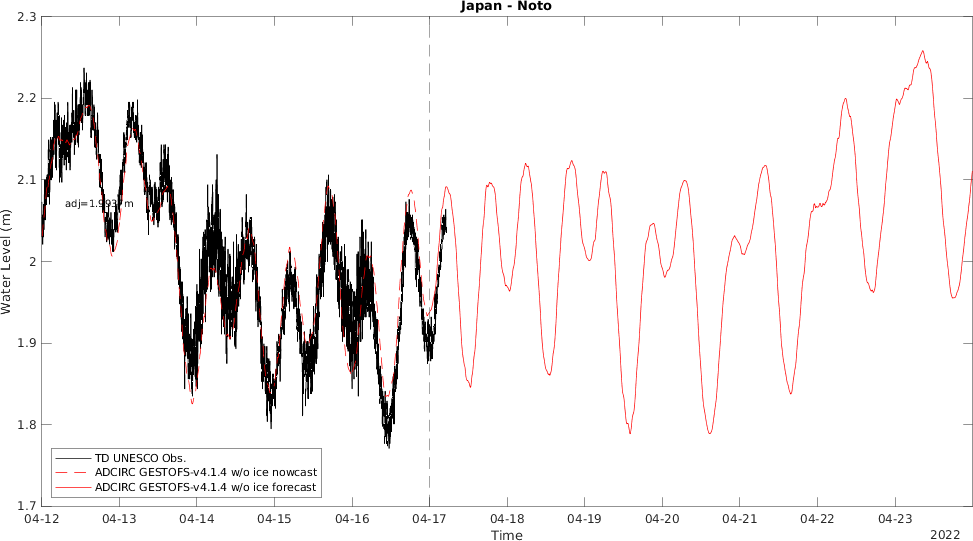 Japan - Noto
2.3
2.2
2.1
2
1.9
1.8
1.7
Water Level (m)
adj=1.9937m
TD UNESCO Obs.
ADCIRC GESTOFS-v4.1.4 w/o ice nowcast
ADCIRC GESTOFS-v4.1.4 w/o ice forecast
04-12 04-13 04-14 04-15 04-16 04-17 04-18 04-19 04-20 04-21 04-22 04-23
Time
2022